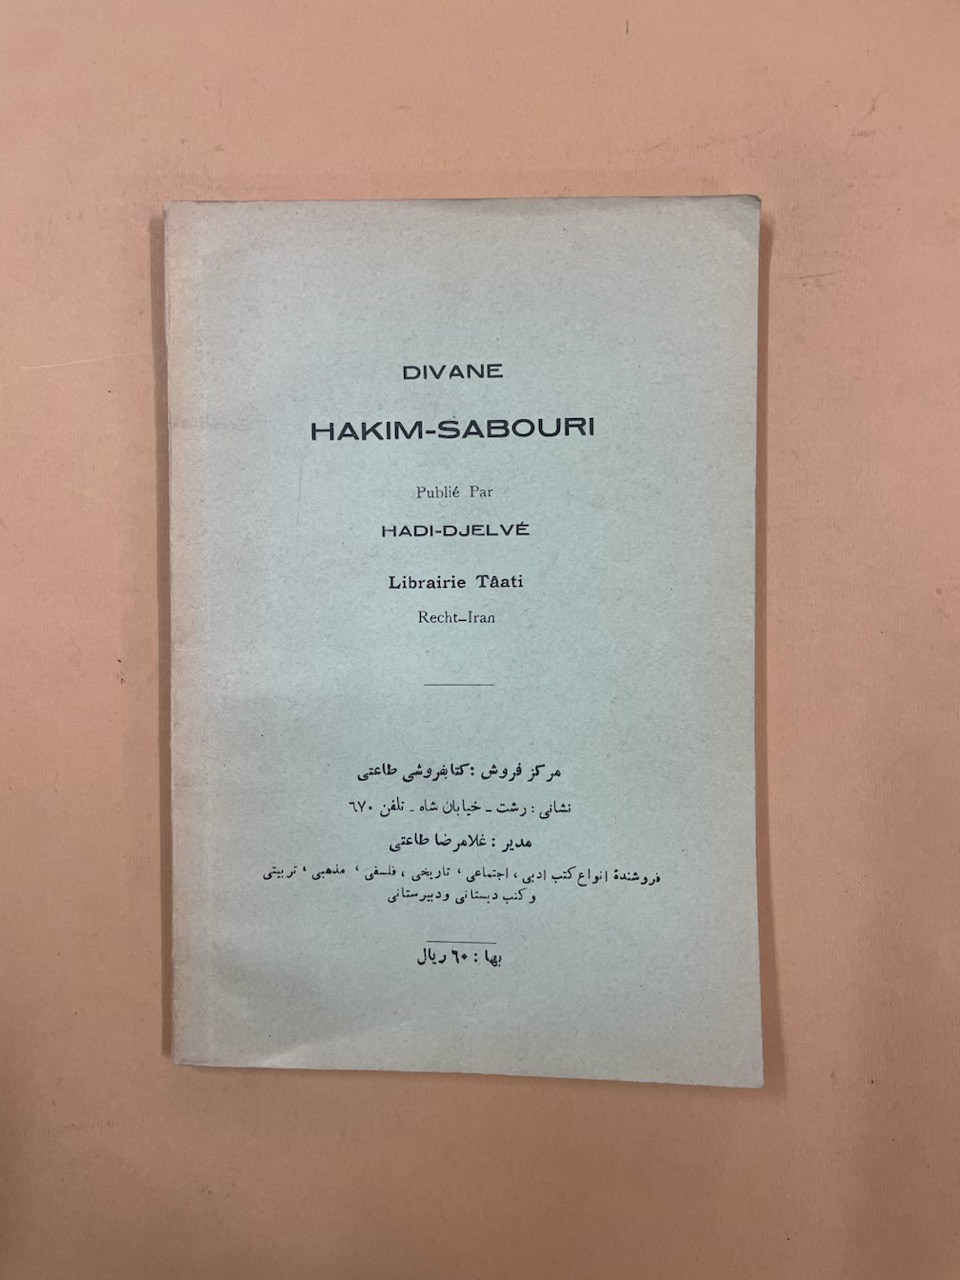 DIVANE
HAKIM-SABOURI
Publié Par
HADI-DJELVÉ
Librairie Tâati
Recht-Iran
مرکز فروش : کتابفروشی طاعتی
نشانی : رشت ـ خیابان شاه ـ تلفن ٦٧٠
مدیر : غلامرضا طاعتی
فروشندهٔ انواع کتب ادبی ، اجتماعی ، تاریخی ، فلسفی ، مذهبی ، تربیتی
و کتب دبستانی و دبیرستانی
بها : ٦٠ ریال